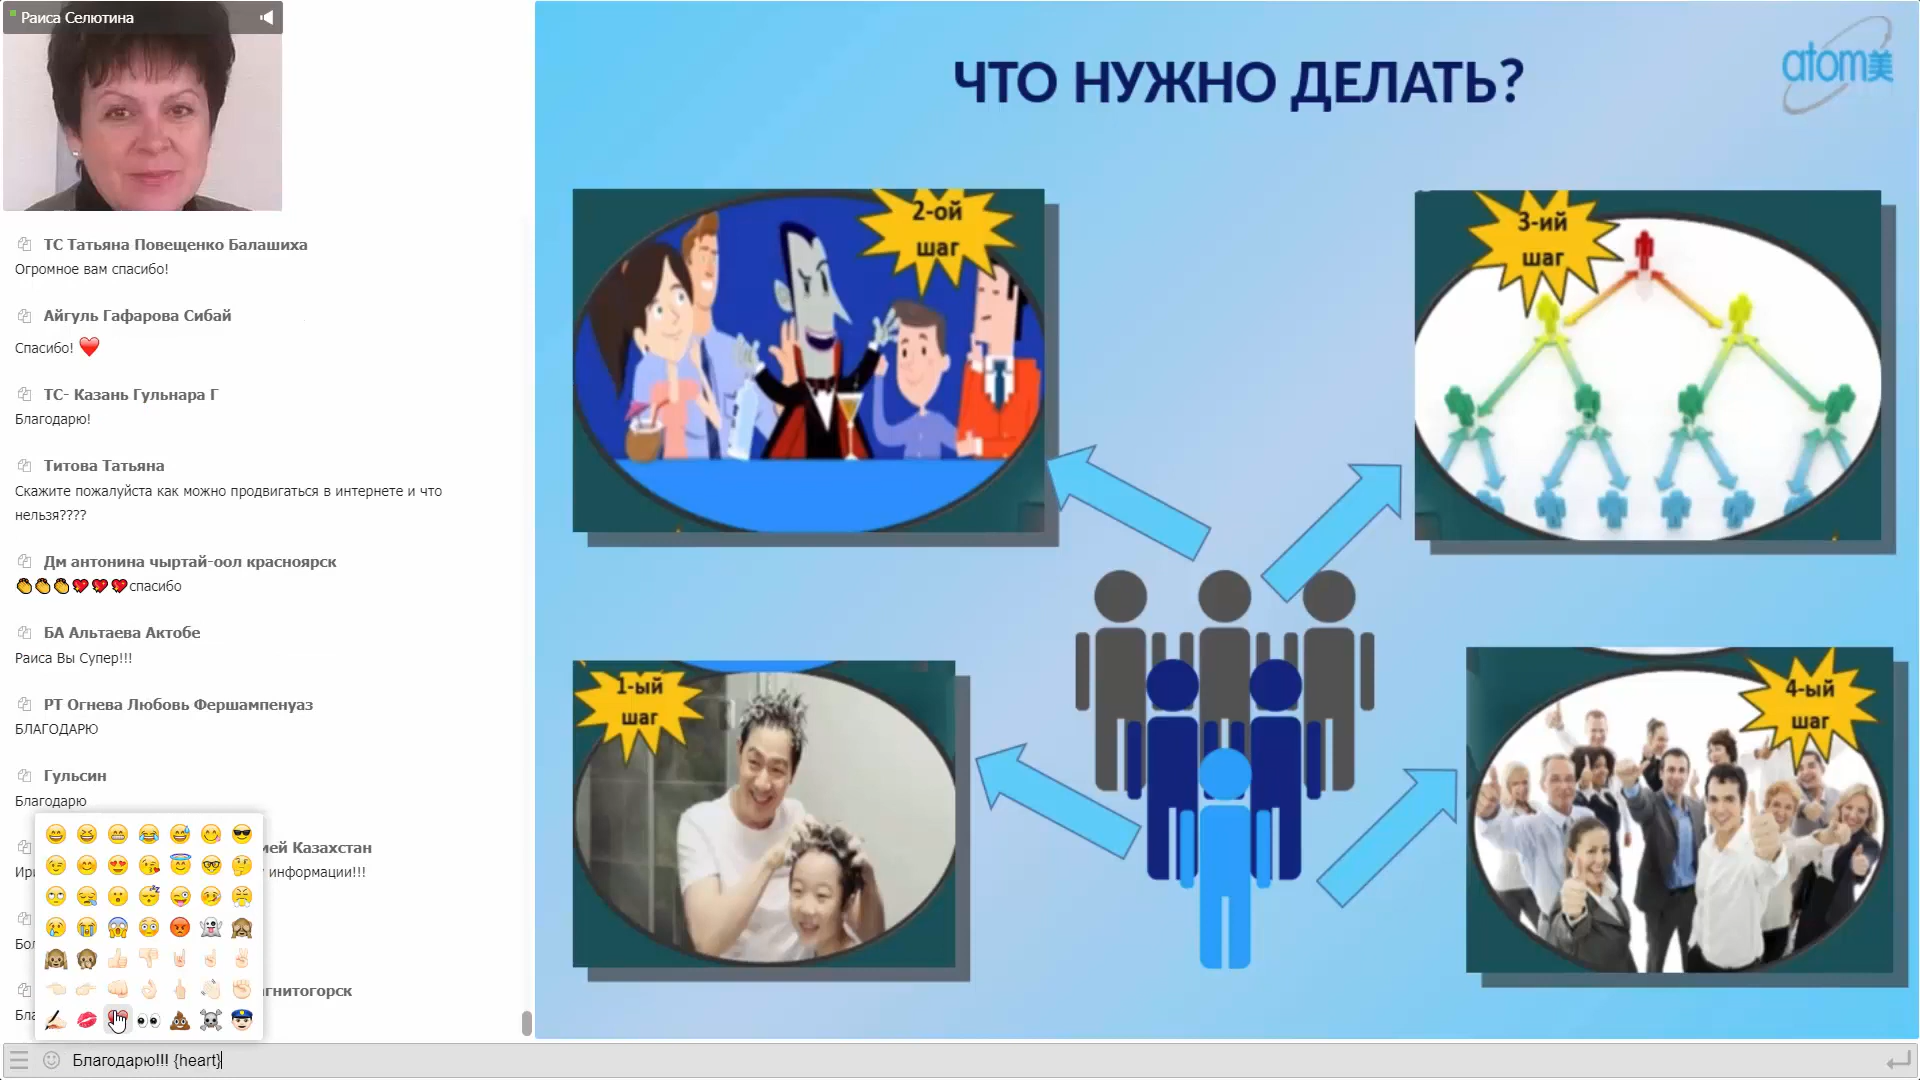 Раиса Селютина
ТС Татьяна Повещенко Балашиха
Огромное вам спасибо!
Айгуль Гафарова Сибай
Спасибо!
ТС- Казань Гульнара Г
Благодарю!
Титова Татьяна
Скажите пожалуйста как можно продвигаться в интернете и что
нельзя????
Дм антонина чыртай-оол красноярск
спасибо
БА Альтаева Актобе
Раиса Вы Супер!!!
РТ Огнева Любовь Фершампенуаз
БЛАГОДАРЮ
Гульсин
Благодарю
Казахстан
информации!!!
Благодарю!!! {heart}
ЧТО НУЖНО ДЕЛАТЬ?
atom美
2-ой
шаг
3-ий
шаг
1-ый
шаг
4-ый
шаг